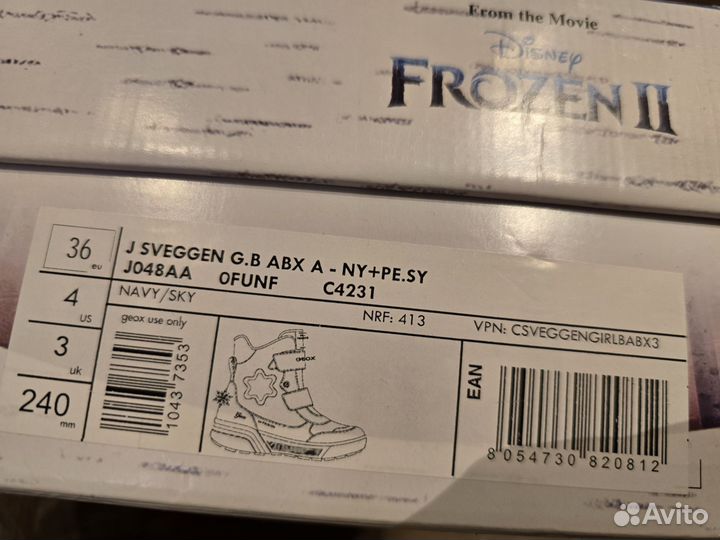 From the Movie
Disney
FROZEN II
36 eu
J SVEGGEN G.B ABX A - NY+PE.SY
J048AA 0FUNF C4231
NAVY/SKY
NRF: 413
VPN: CSVEGGENGIRLBABX3
4 us
geox use only
3 uk
240 mm
1043 7353
GEOX
EAN
8 054730 820812
Avito